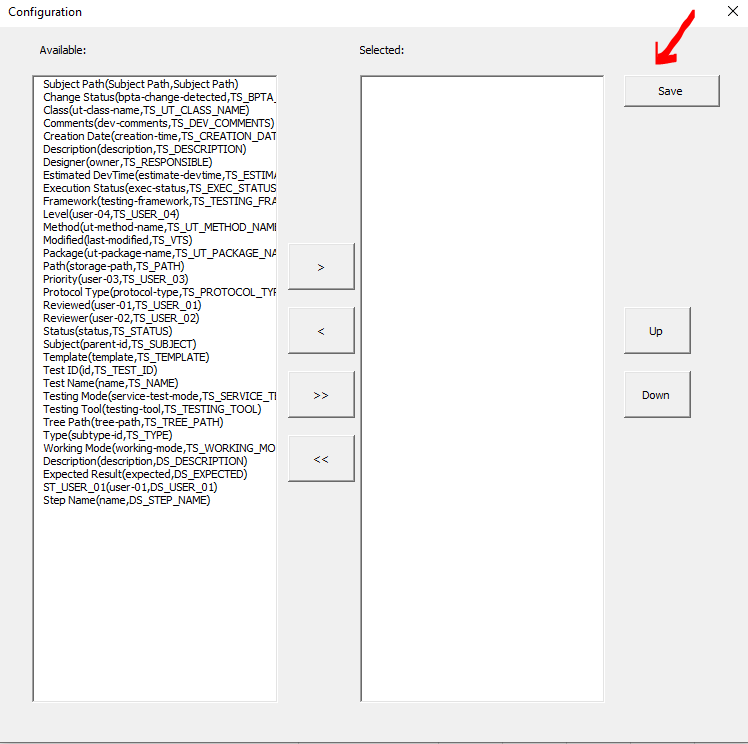 Configuration
Available:
Selected:
Subject Path(Subject Path,Subject Path)
Change Status(bpta-change-detected,TS_BPTA_
Class(ut-class-name,TS_UT_CLASS_NAME)
Comments(dev-comments,TS_DEV_COMMENTS)
Creation Date(creation-time,TS_CREATION_DAT
Description(description,TS_DESCRIPTION)
Designer(owner,TS_RESPONSIBLE)
Estimated DevTime(estimate-devtime,TS_ESTIMA
Execution Status(exec-status,TS_EXEC_STATUS
Framework(testing-framework,TS_TESTING_FRA
Level(user-04,TS_USER_04)
Method(ut-method-name,TS_UT_METHOD_NAME
Modified(last-modified,TS_VTS)
Package(ut-package-name,TS_UT_PACKAGE_NA
Path(storage-path,TS_PATH)
Priority(user-03,TS_USER_03)
Protocol Type(protocol-type,TS_PROTOCOL_TYP
Reviewed(user-01,TS_USER_01)
Reviewer(user-02,TS_USER_02)
Status(status,TS_STATUS)
Subject(parent-id,TS_SUBJECT)
Template(template,TS_TEMPLATE)
Test ID(id,TS_TEST_ID)
Test Name(name,TS_NAME)
Testing Mode(service-test-mode,TS_SERVICE_TE
Testing Tool(testing-tool,TS_TESTING_TOOL)
Tree Path(tree-path,TS_TREE_PATH)
Type(subtype-id,TS_TYPE)
Working Mode(working-mode,TS_WORKING_MO
Description(description,DS_DESCRIPTION)
Expected Result(expected,DS_EXPECTED)
ST_USER_01(user-01,DS_USER_01)
Step Name(name,DS_STEP_NAME)
>
<
>>
<<
Save
Up
Down